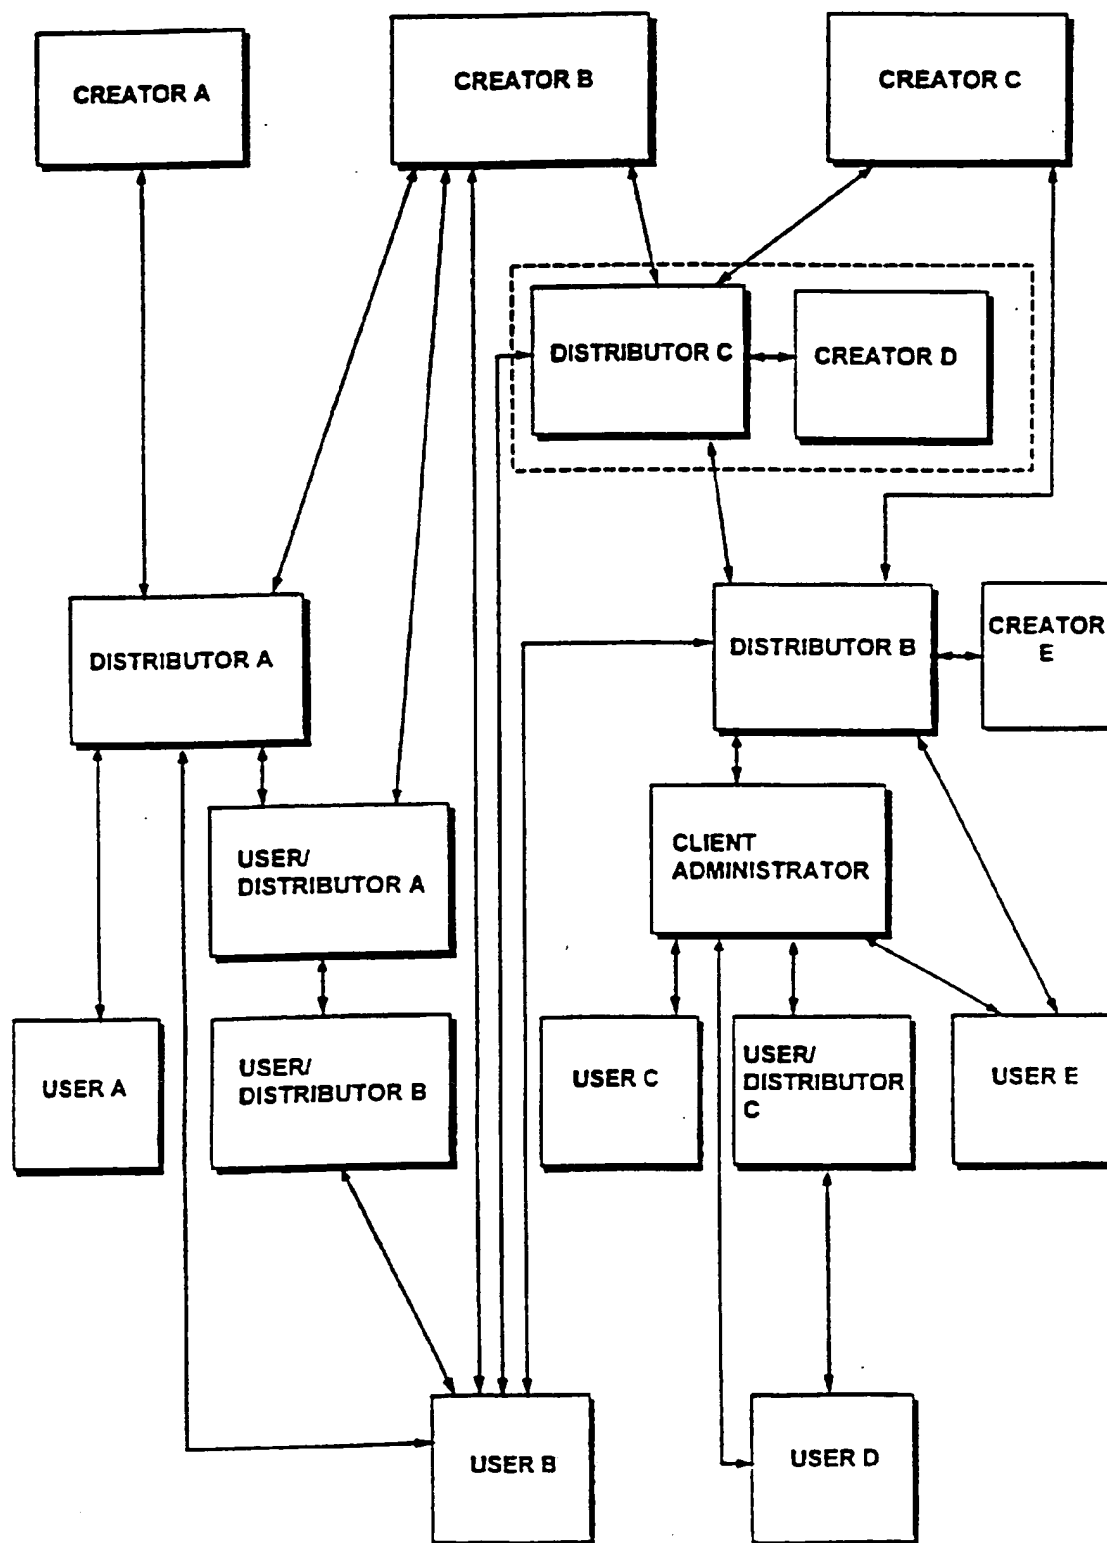 CREATOR A
CREATOR B
CREATOR C
DISTRIBUTOR C
CREATOR D
DISTRIBUTOR A
DISTRIBUTOR B
CREATOR
E
USER/
DISTRIBUTOR A
CLIENT
ADMINISTRATOR
USER A
USER/
DISTRIBUTOR B
USER C
USER/
DISTRIBUTOR
C
USER E
USER B
USER D